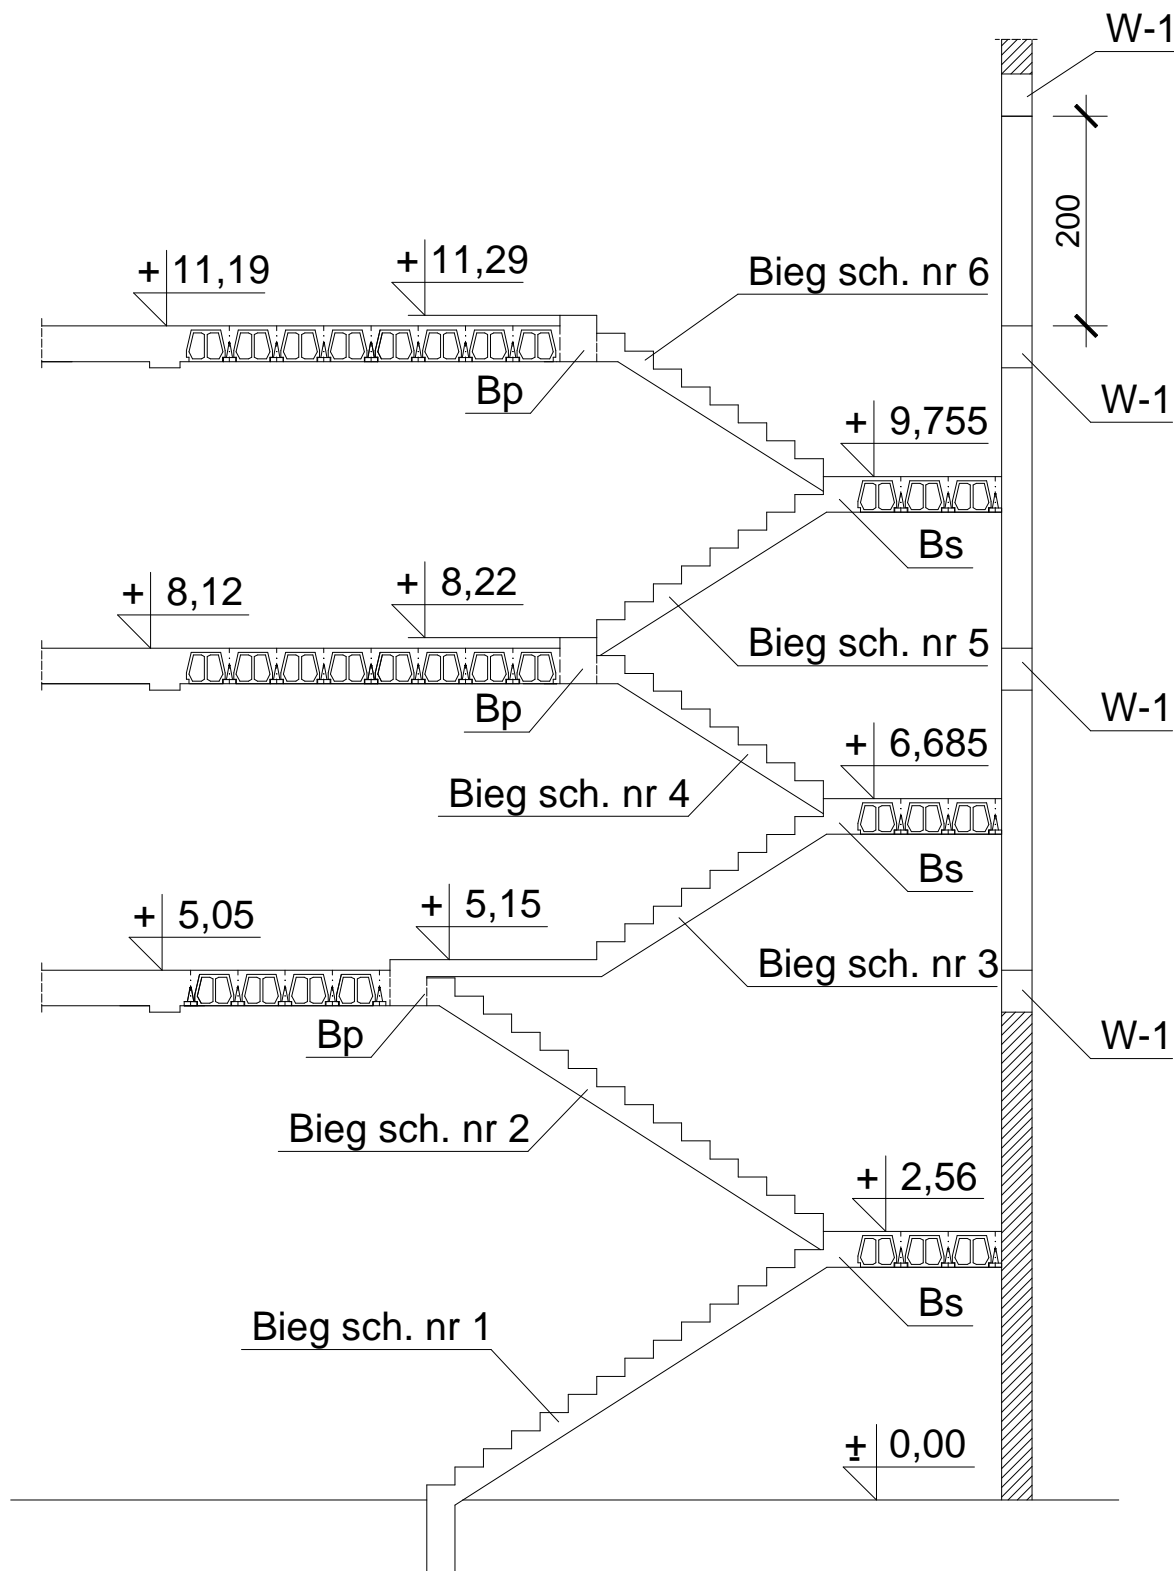 W-1
200
+ 11,19
+ 11,29
Bieg sch. nr 6
Bp
W-1
+ 9,755
Bs
+ 8,12
+ 8,22
Bieg sch. nr 5
Bp
W-1
+ 6,685
Bieg sch. nr 4
Bs
+ 5,05
+ 5,15
Bieg sch. nr 3
Bp
W-1
Bieg sch. nr 2
+ 2,56
Bs
Bieg sch. nr 1
± 0,00